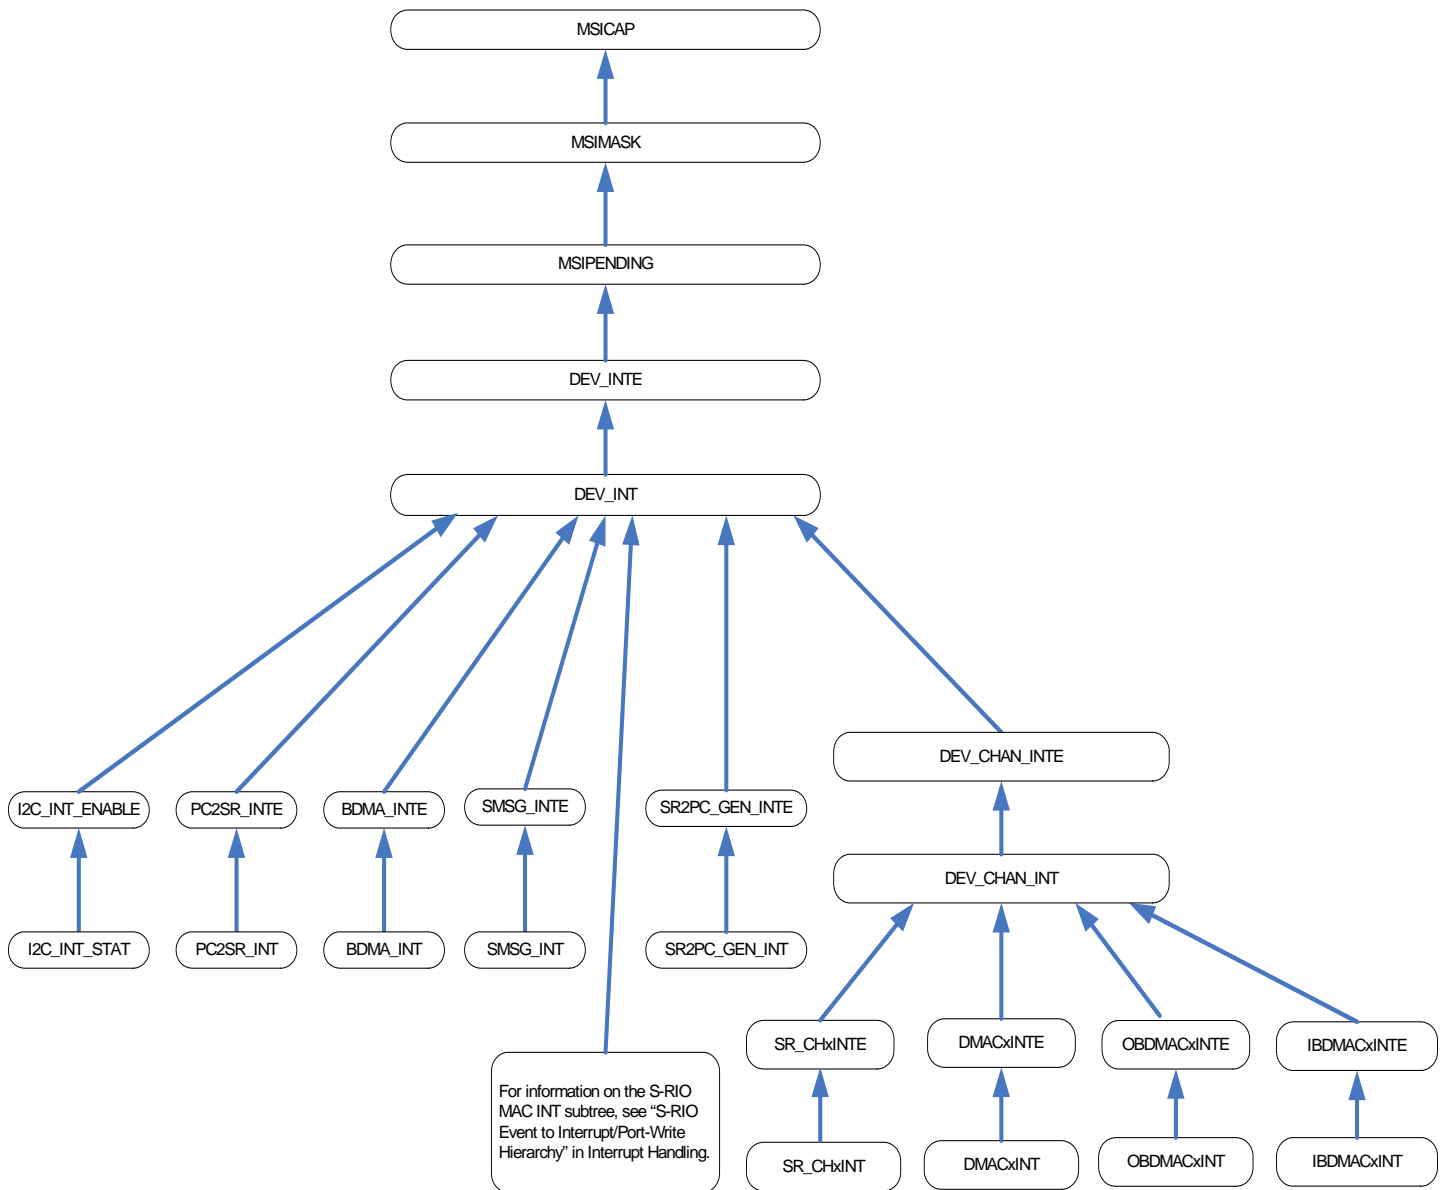 MSICAP
MSIMASK
MSIPENDING
DEV_INTE
DEV_INT
DEV_CHAN_INTE
I2C_INT_ENABLE
PC2SR_INTE
BDMA_INTE
SMSG_INTE
SR2PC_GEN_INTE
DEV_CHAN_INT
I2C_INT_STAT
PC2SR_INT
BDMA_INT
SMSG_INT
SR2PC_GEN_INT
SR_CHxINTE
DMACxINTE
OBDMACxINTE
IBDMACxINTE
For information on the S-RIO
MAC INT subtree, see “S-RIO
Event to Interrupt/Port-Write
Hierarchy” in Interrupt Handling.
SR_CHxINT
DMACxINT
OBDMACxINT
IBDMACxINT